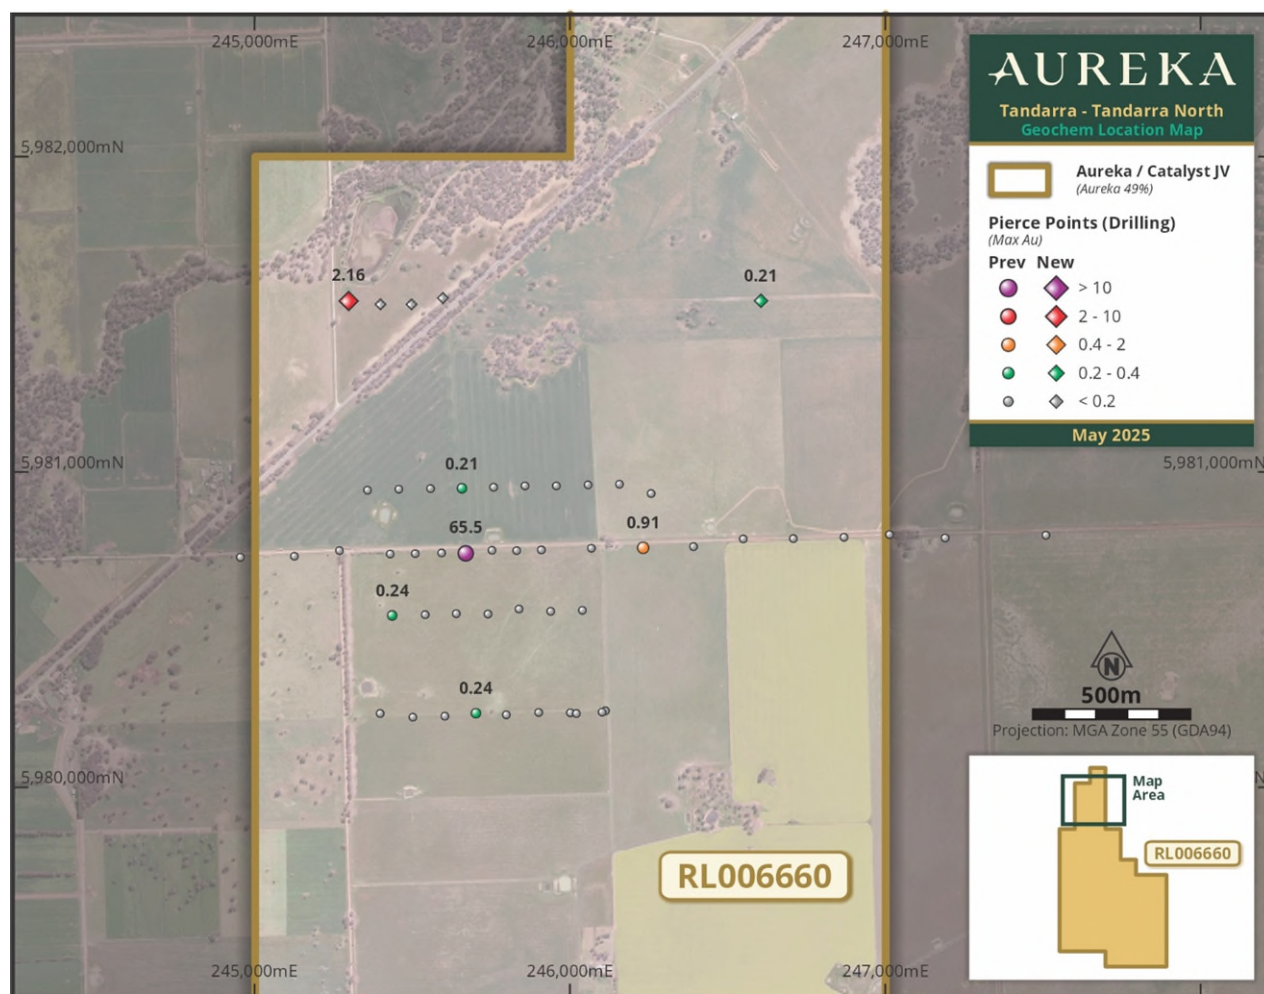 245,000mE
246,000mE
247,000mE
AUREKA
Tandarra - Tandarra North
Geochem Location Map
5,982,000mN
Aureka / Catalyst JV
(Aureka 49%)
Pierce Points (Drilling)
(Max Au)
Prev New
> 10
2 - 10
0.4 - 2
0.2 - 0.4
< 0.2
May 2025
2.16
0.21
5,981,000mN
5,981,000mN
0.21
65.5
0.91
0.24
0.24
N
500m
Projection: MGA Zone 55 (GDA94)
5,980,000mN
N
Map
Area
RL006660
RL006660
245,000mE
246,000mE
247,000mE